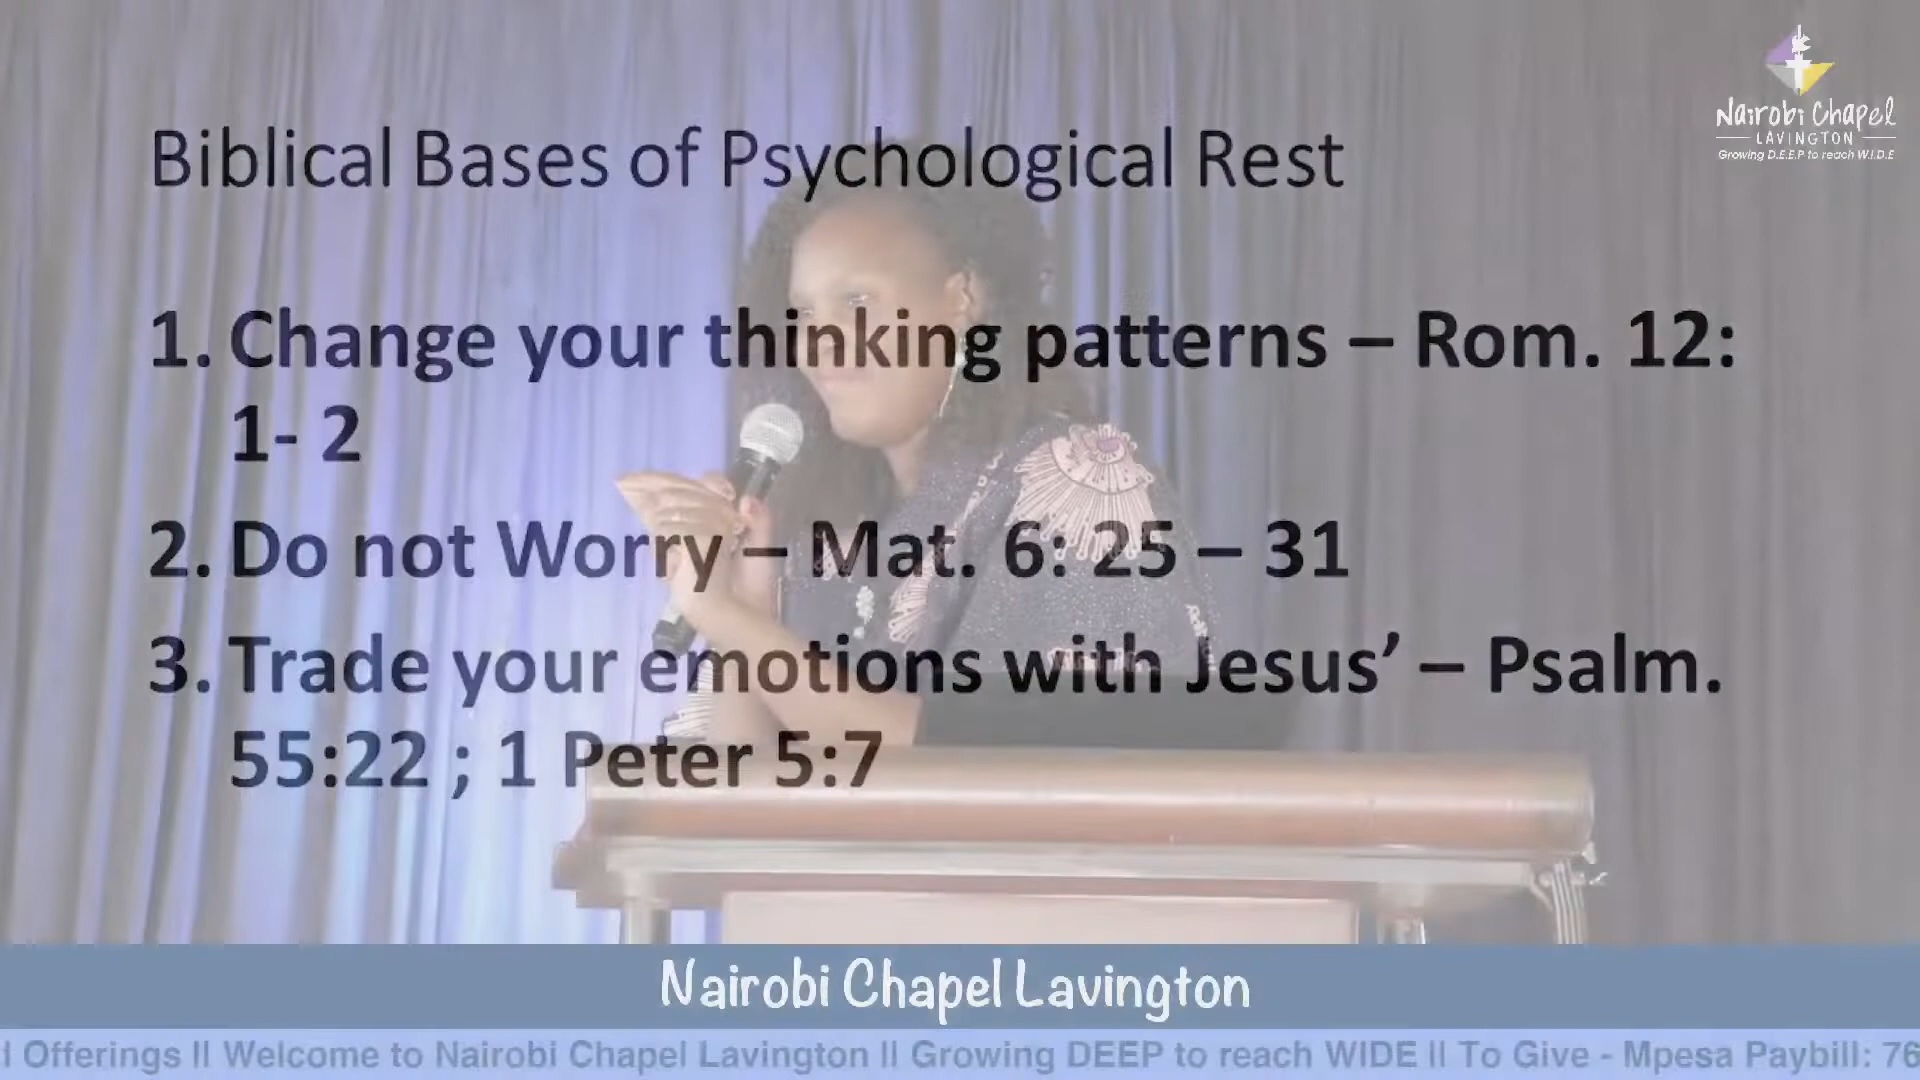 Nairobi Chapel
LAVINGTON
Growing D.E.E.P to reach W.I.D.E
Biblical Bases of Psychological Rest
1. Change your thinking patterns – Rom. 12:
1- 2
2. Do not Worry – Mat. 6: 25 – 31
3. Trade your emotions with Jesus’ – Psalm.
55:22 ; 1 Peter 5:7
Nairobi Chapel Lavington
Offerings II Welcome to Nairobi Chapel Lavington II Growing DEEP to reach WIDE II To Give - Mpesa Paybill: 76